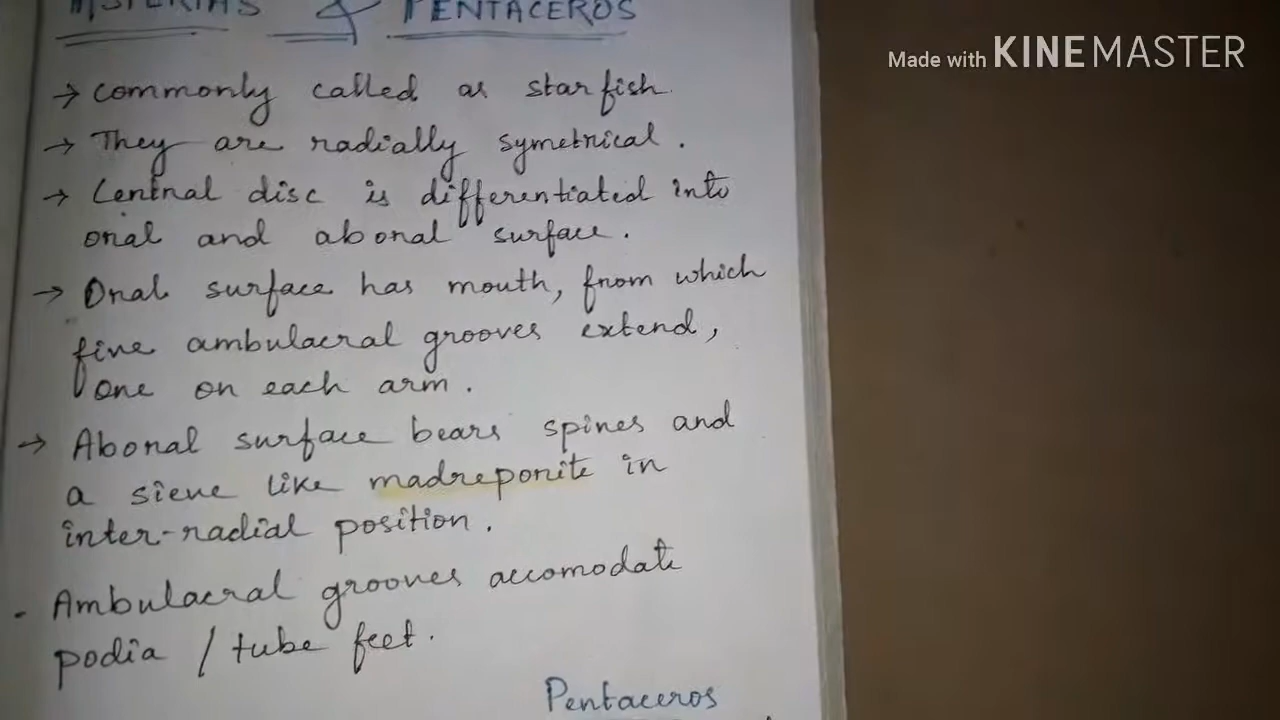 ASTERIAS & PENTACEROS
Made with KINEMASTER
→ Commonly called as star fish.
→ They are radially symetrical.
→ Central disc is differentiated into
oral and aboral surface.
→ Oral surface has mouth, from which
five ambulacral grooves extend,
one on each arm.
→ Aboral surface bears spines and
a sieve like madreporite in
inter-radial position.
- Ambulacral grooves accomodate
podia / tube feet.
Pentaceros